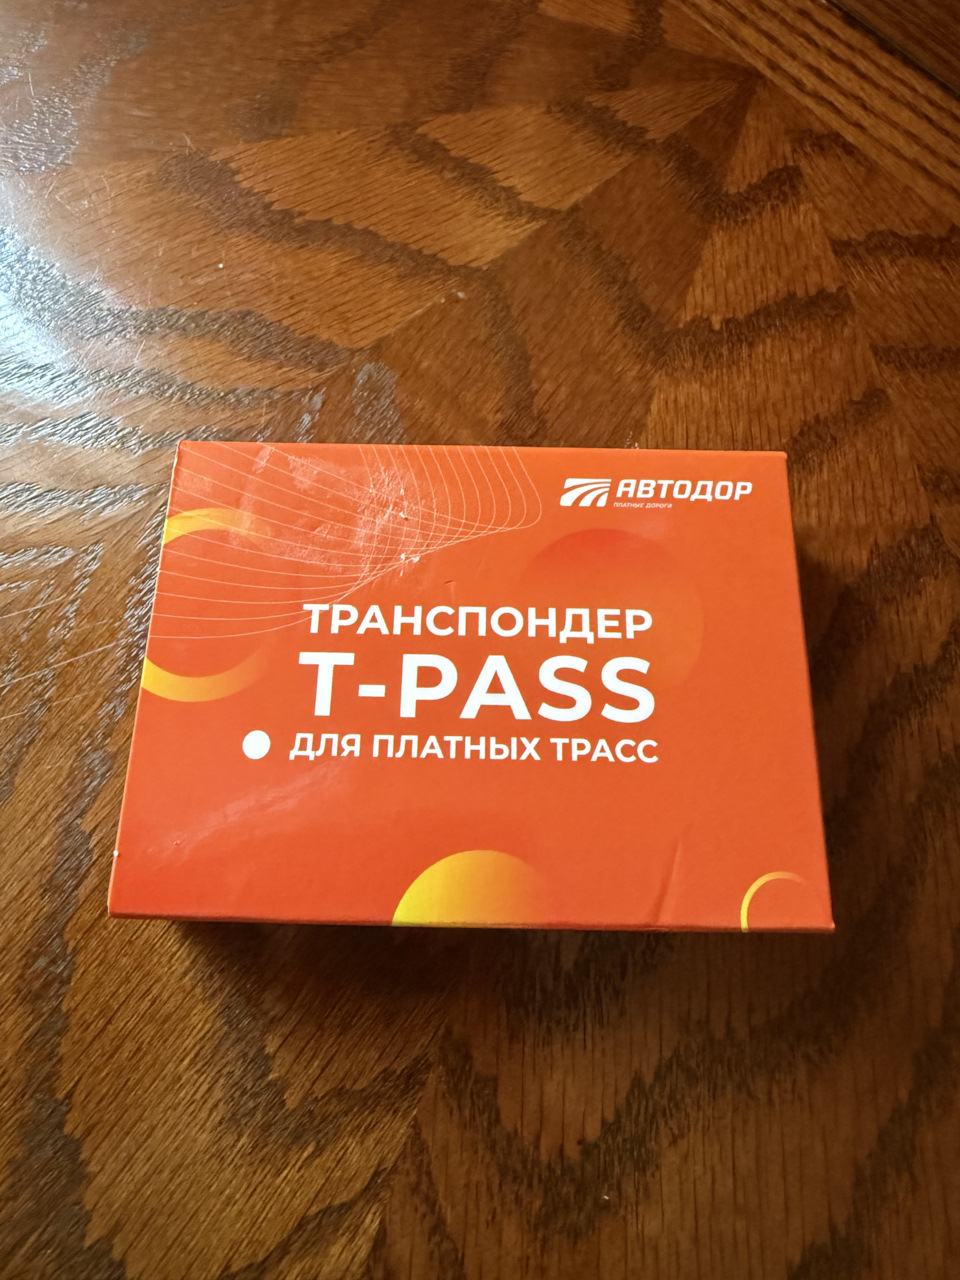 АВТОДОР
ПЛАТНЫЕ ДОРОГИ
ТРАНСПОНДЕР
T-PASS
ДЛЯ ПЛАТНЫХ ТРАСС